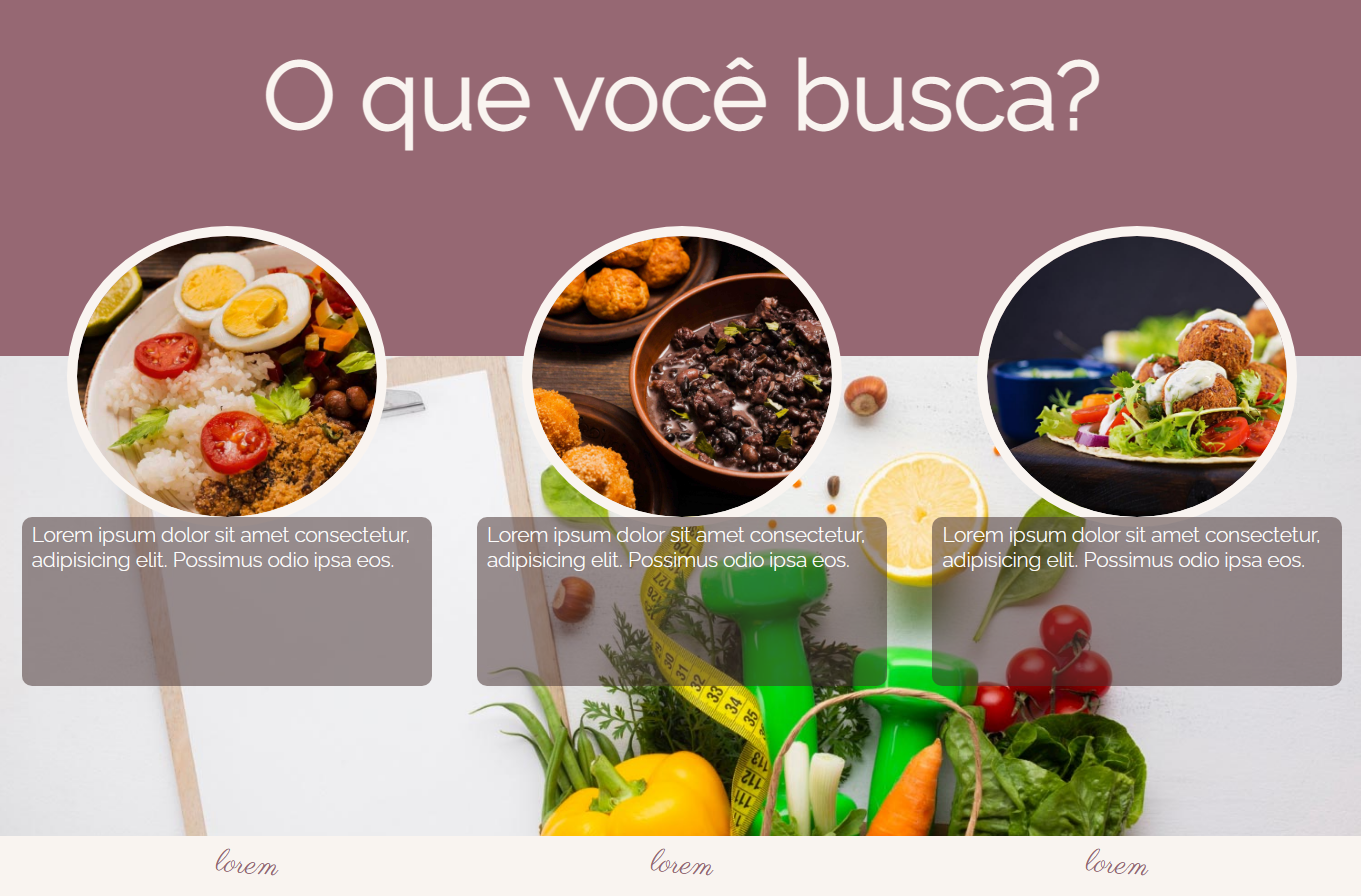 O que você busca?
Lorem ipsum dolor sit amet consectetur,
adipisicing elit. Possimus odio ipsa eos.
Lorem ipsum dolor sit amet consectetur,
adipisicing elit. Possimus odio ipsa eos.
Lorem ipsum dolor sit amet consectetur,
adipisicing elit. Possimus odio ipsa eos.
lorem
lorem
lorem